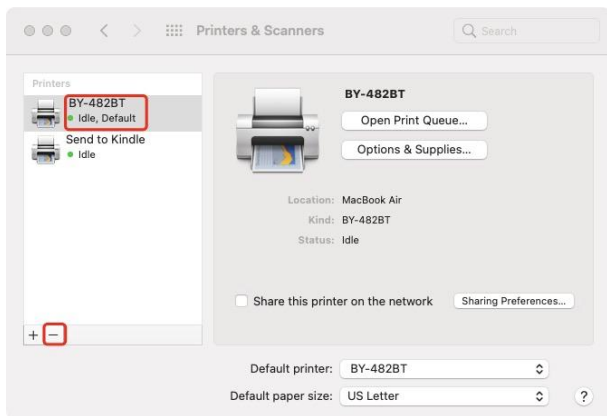 Printers & Scanners
Search
Printers
BY-482BT
Idle, Default
Send to Kindle
Idle
+ −
BY-482BT
Open Print Queue...
Options & Supplies...
Location: MacBook Air
Kind: BY-482BT
Status: Idle
Share this printer on the network
Sharing Preferences...
Default printer: BY-482BT
Default paper size: US Letter
?